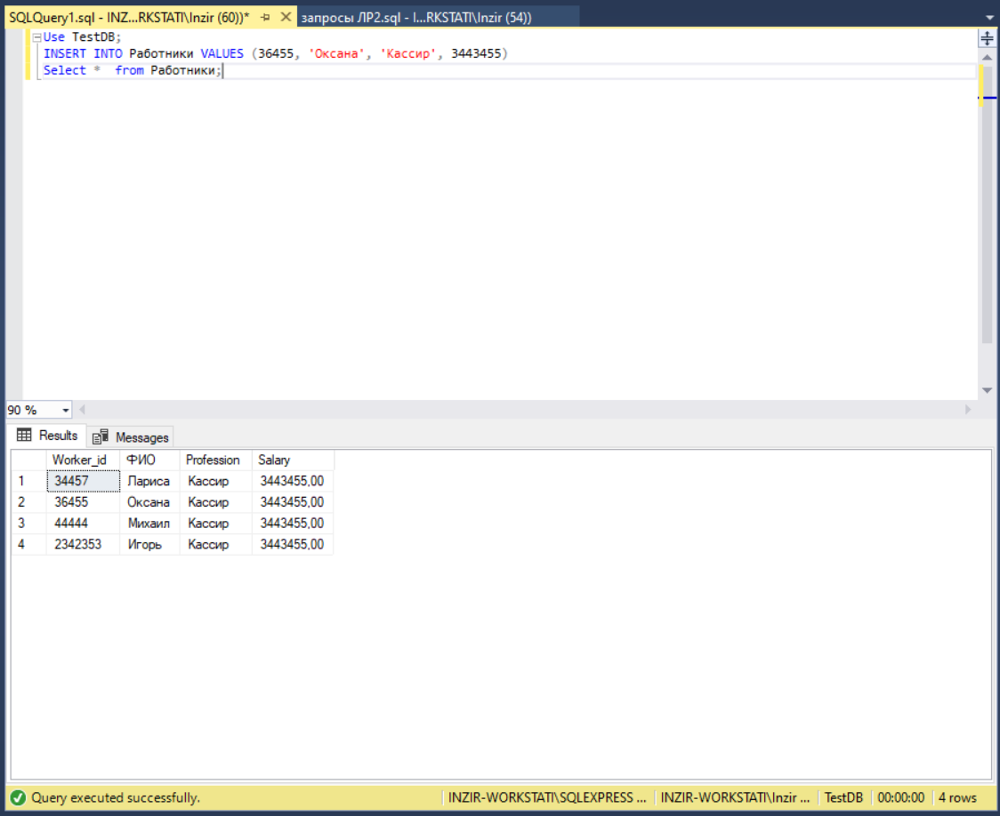 SQLQuery1.sql - INZ...RKSTATI\Inzir (60))* запросы ЛР2.sql - I...RKSTATI\Inzir (54))
Use TestDB;
INSERT INTO Работники VALUES (36455, 'Оксана', 'Кассир', 3443455)
Select * from Работники;
90 %
Results Messages
Worker_id ФИО Profession Salary
1 34457 Лариса Кассир 3443455,00
2 36455 Оксана Кассир 3443455,00
3 44444 Михаил Кассир 3443455,00
4 2342353 Игорь Кассир 3443455,00
Query executed successfully. INZIR-WORKSTATI\SQLEXPRESS ... INZIR-WORKSTATI\Inzir ... TestDB 00:00:00 4 rows